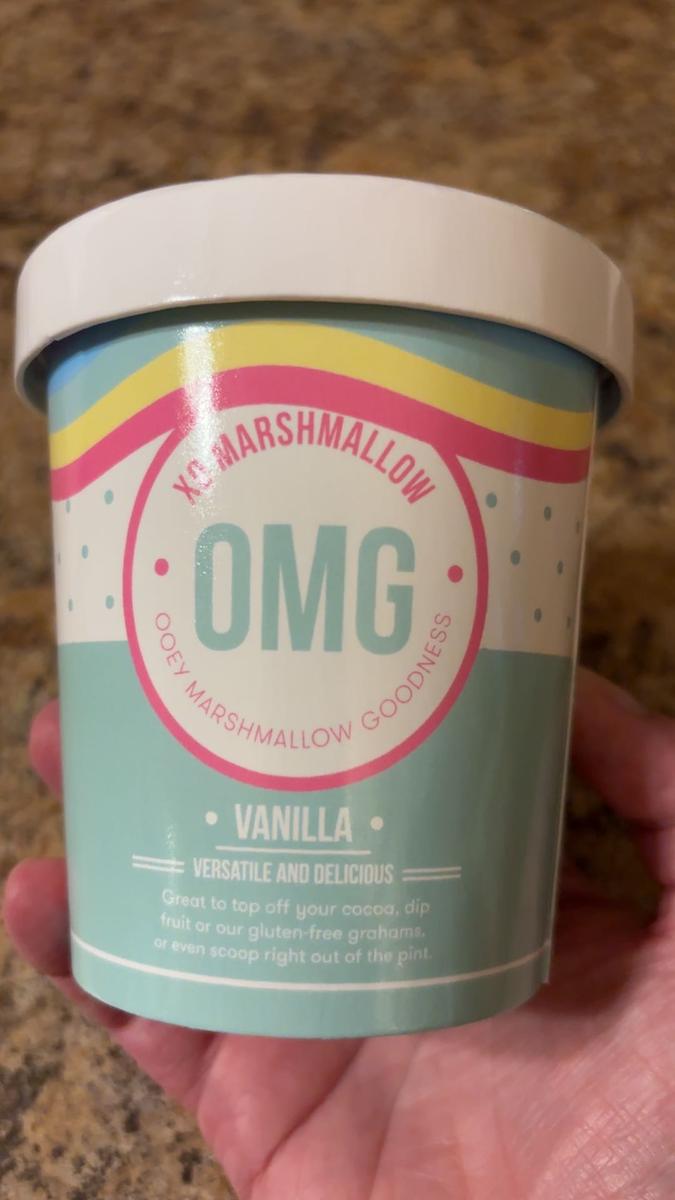 XO MARSHMALLOW
OMG
OOEY MARSHMALLOW GOODNESS
• VANILLA •
VERSATILE AND DELICIOUS
Great to top off your cocoa, dip
fruit or our gluten-free grahams,
or even scoop right out of the pint.